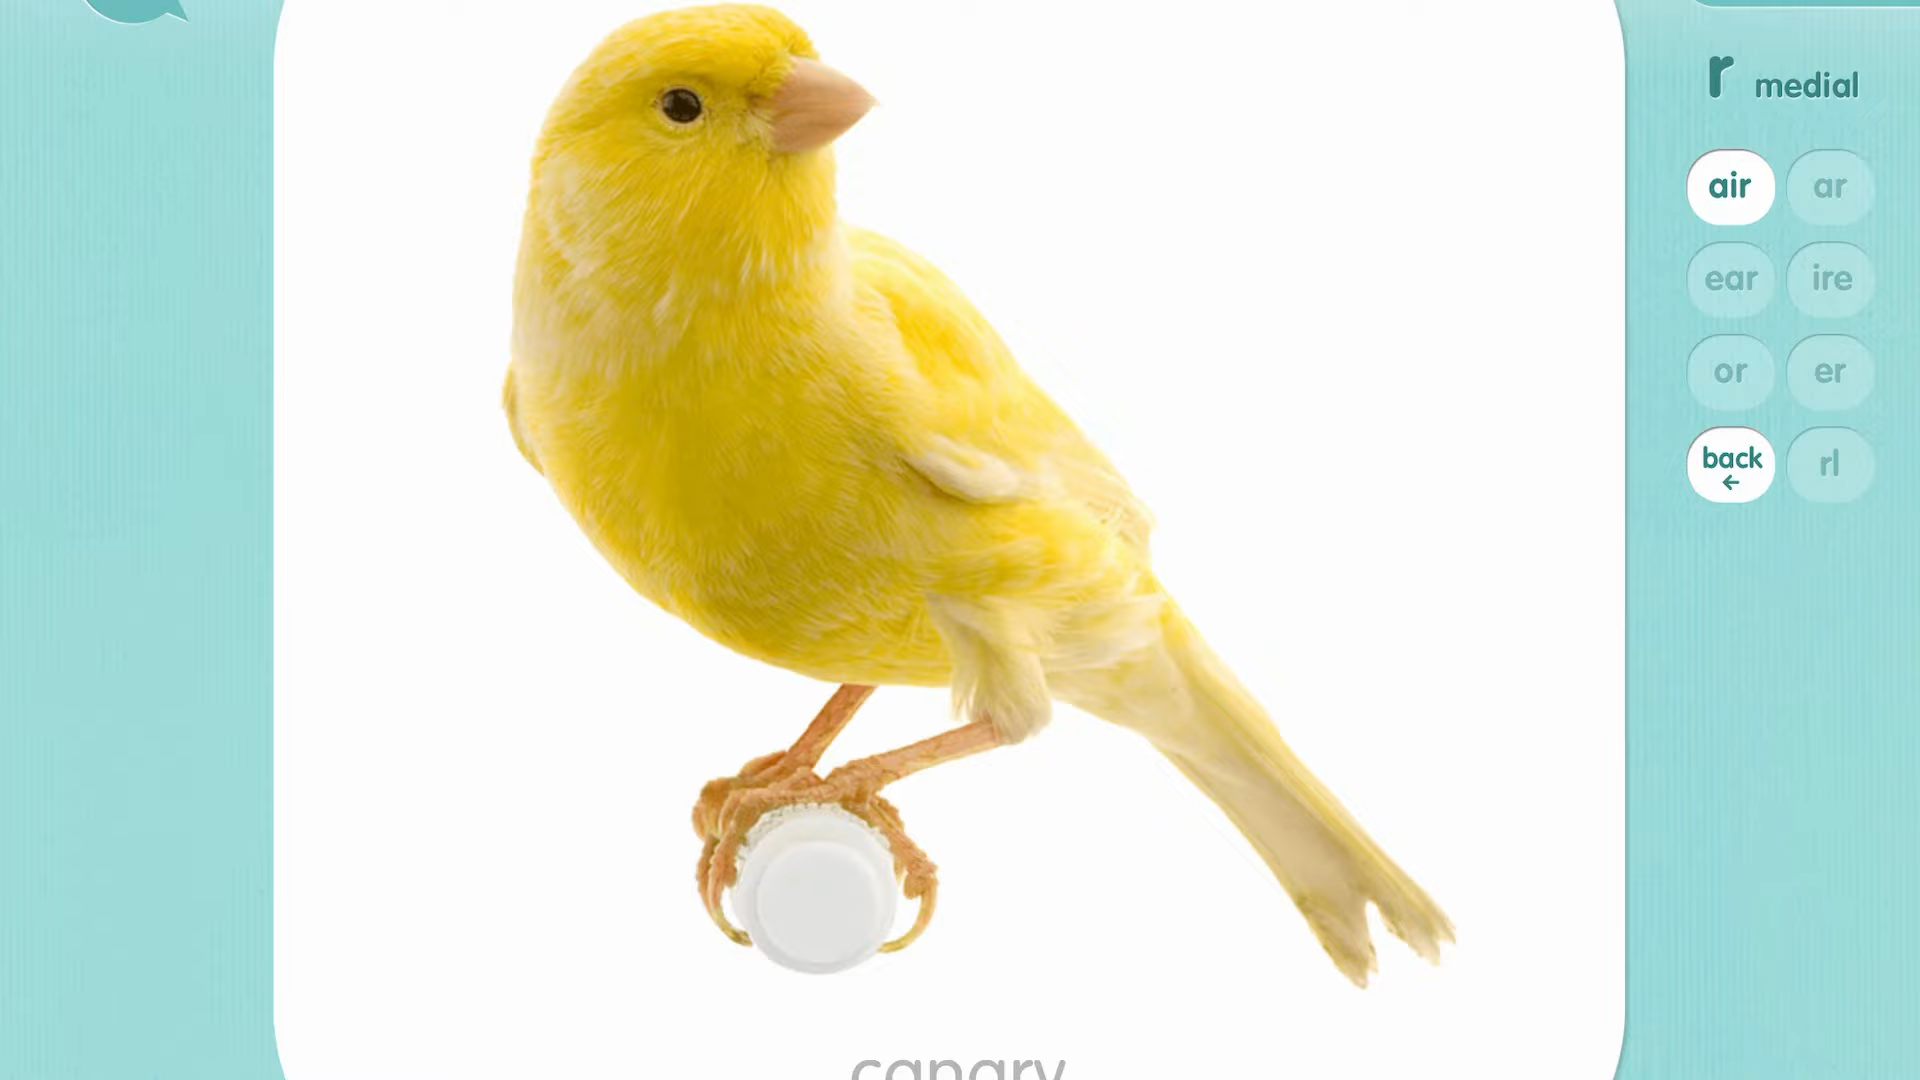 r medial
air ar
ear ire
or er
back rl
←
canary